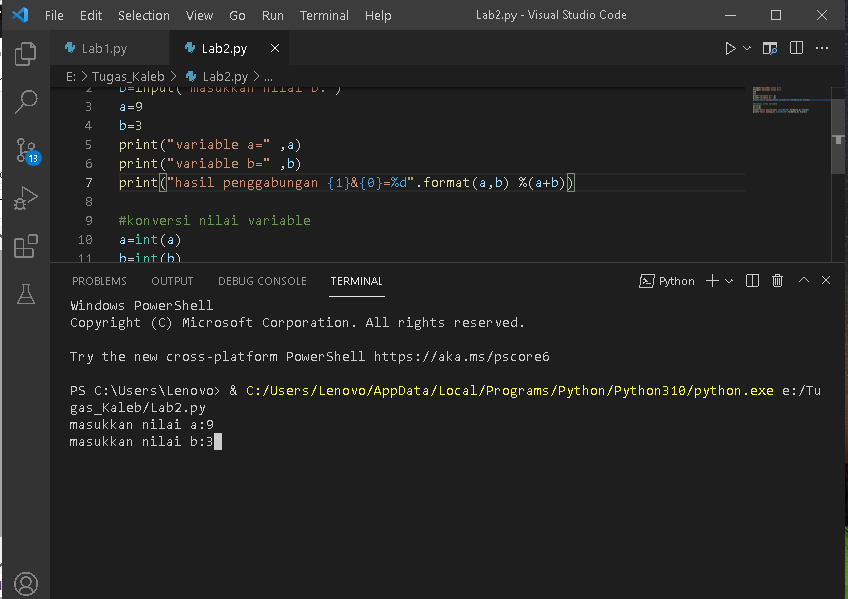 File Edit Selection View Go Run Terminal Help Lab2.py - Visual Studio Code
Lab1.py Lab2.py
E: > Tugas_Kaleb > Lab2.py > ...
2 b=input("masukkan nilai b:")
3 a=9
4 b=3
5 print("variable a=" ,a)
6 print("variable b=" ,b)
7 print("hasil penggabungan {1}&{0}=%d".format(a,b) %(a+b))
8
9 #konversi nilai variable
10 a=int(a)
11 b=int(b)
13
PROBLEMS OUTPUT DEBUG CONSOLE TERMINAL Python
Windows PowerShell
Copyright (C) Microsoft Corporation. All rights reserved.
Try the new cross-platform PowerShell https://aka.ms/pscore6
PS C:\Users\Lenovo> & C:/Users/Lenovo/AppData/Local/Programs/Python/Python310/python.exe e:/Tu
gas_Kaleb/Lab2.py
masukkan nilai a:9
masukkan nilai b:3